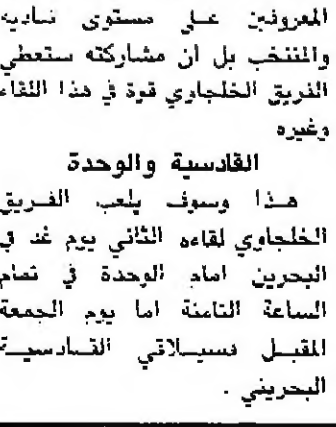 المعروفين على مستوى ناديه
والمنتخب بل ان مشاركته ستعطي
الفريق الخلجاوي قوة في هذا اللقاء
وغيره
القادسية والوحدة
هذا وسوف يلعب الفريق
الخلجاوي لقاءه الثاني يوم غد في
البحرين امام الوحدة في تمام
الساعة الثامنة اما يوم الجمعة
المقبل فسيلاقي القادسية
البحريني .